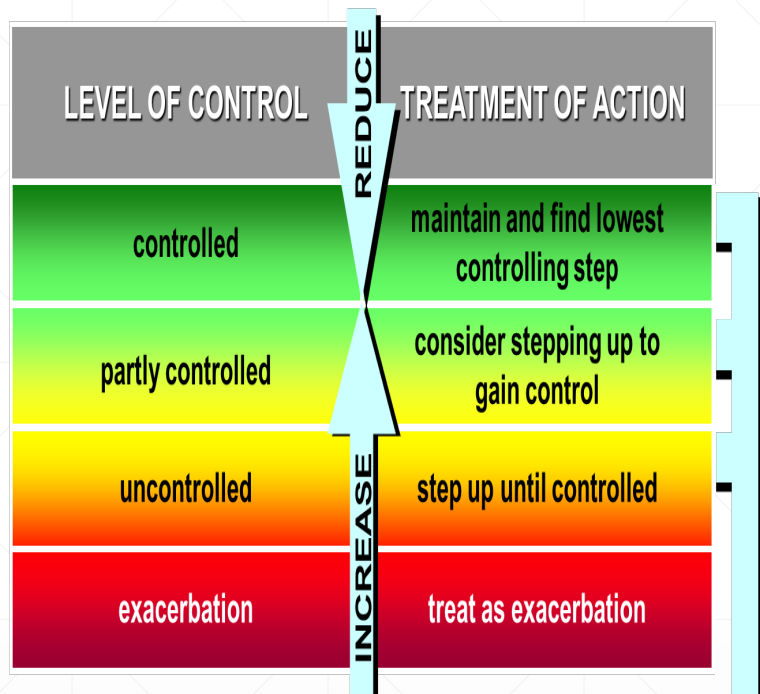 LEVEL OF CONTROL
REDUCE
TREATMENT OF ACTION
controlled
maintain and find lowest
controlling step
partly controlled
consider stepping up to
gain control
uncontrolled
step up until controlled
INCREASE
exacerbation
treat as exacerbation